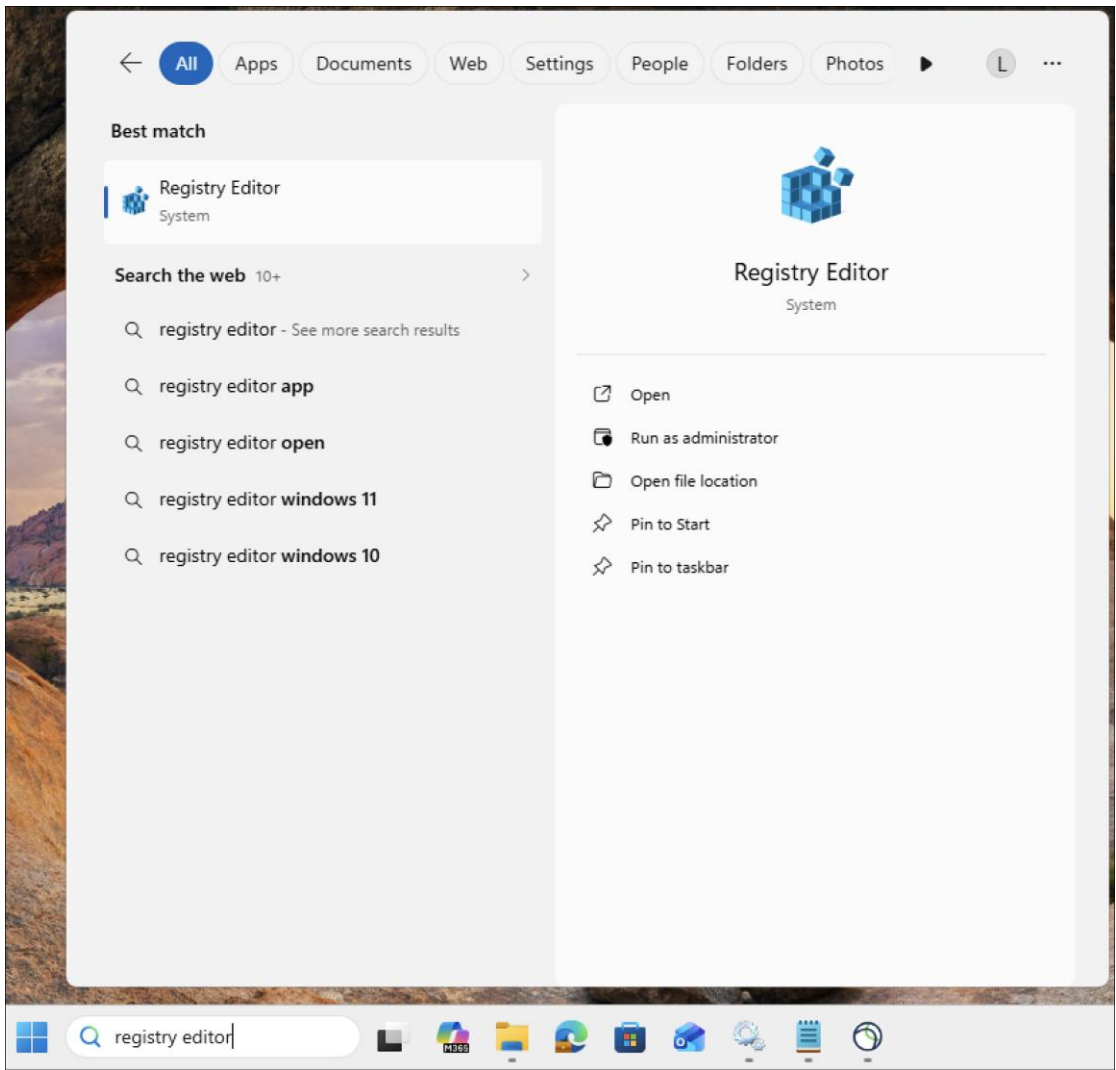 All Apps Documents Web Settings People Folders Photos L ...
Best match
Registry Editor
System
Search the web 10+
registry editor - See more search results
registry editor app
registry editor open
registry editor windows 11
registry editor windows 10
Registry Editor
System
Open
Run as administrator
Open file location
Pin to Start
Pin to taskbar
registry editor
M365